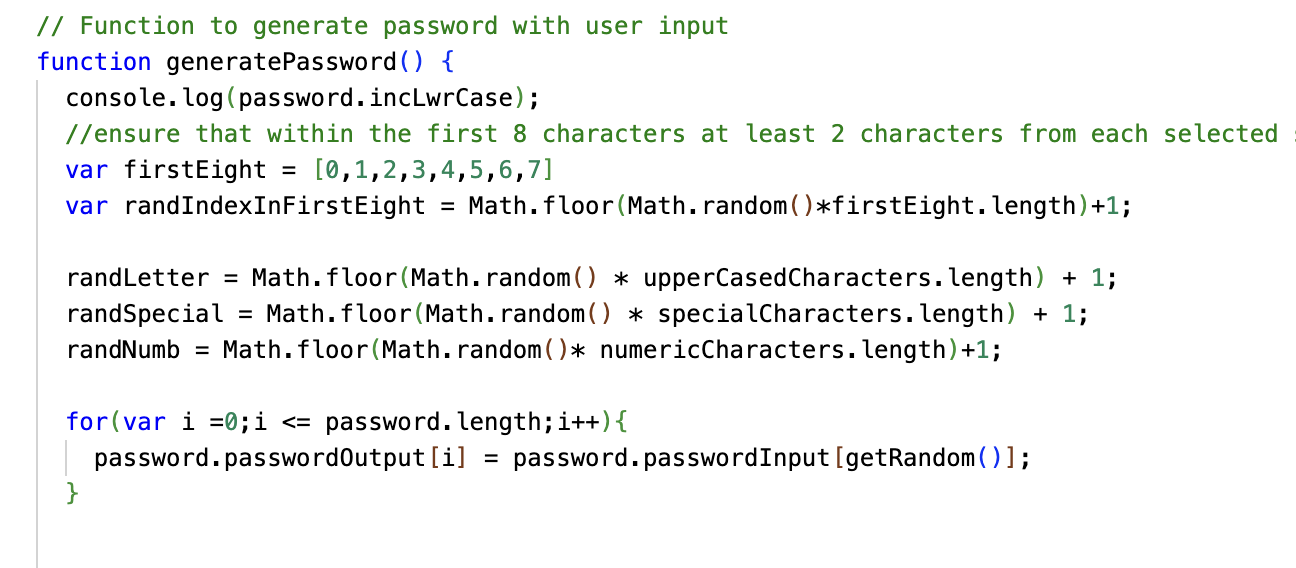 // Function to generate password with user input
function generatePassword() {
console.log(password.incLwrCase);
//ensure that within the first 8 characters at least 2 characters from each selected
var firstEight = [0,1,2,3,4,5,6,7]
var randIndexInFirstEight = Math.floor(Math.random()*firstEight.length)+1;
randLetter = Math.floor(Math.random() * upperCasedCharacters.length) + 1;
randSpecial = Math.floor(Math.random() * specialCharacters.length) + 1;
randNumb = Math.floor(Math.random()* numericCharacters.length)+1;
for(var i =0;i <= password.length;i++){
password.passwordOutput[i] = password.passwordInput[getRandom()];
}